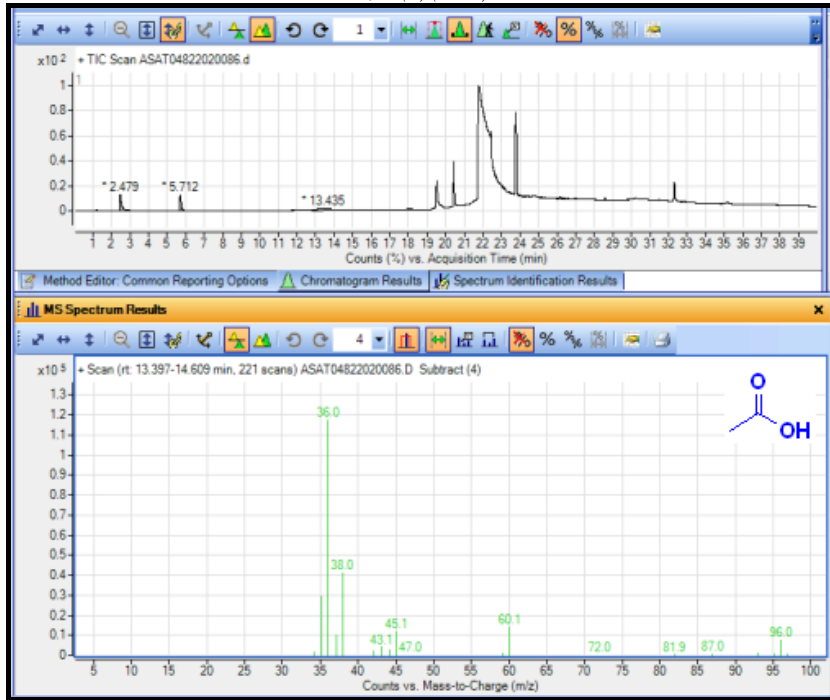 1
x10 2
+ TIC Scan ASAT04822020086.d
1
1
0.8
0.6
0.4
0.2
0
* 2.479
* 5.712
* 13.435
1 2 3 4 5 6 7 8 9 10 11 12 13 14 15 16 17 18 19 20 21 22 23 24 25 26 27 28 29 30 31 32 33 34 35 36 37 38 39
Counts (%) vs. Acquisition Time (min)
Method Editor: Common Reporting Options
Chromatogram Results
Spectrum Identification Results
MS Spectrum Results
4
x10 5
+ Scan (rt: 13.397-14.609 min, 221 scans) ASAT04822020086.D Subtract (4)
1.3
1.2
1.1
1
0.9
0.8
0.7
0.6
0.5
0.4
0.3
0.2
0.1
0
36.0
38.0
43.1
45.1
47.0
60.1
72.0
81.9
87.0
96.0
O
OH
5 10 15 20 25 30 35 40 45 50 55 60 65 70 75 80 85 90 95 100
Counts vs. Mass-to-Charge (m/z)